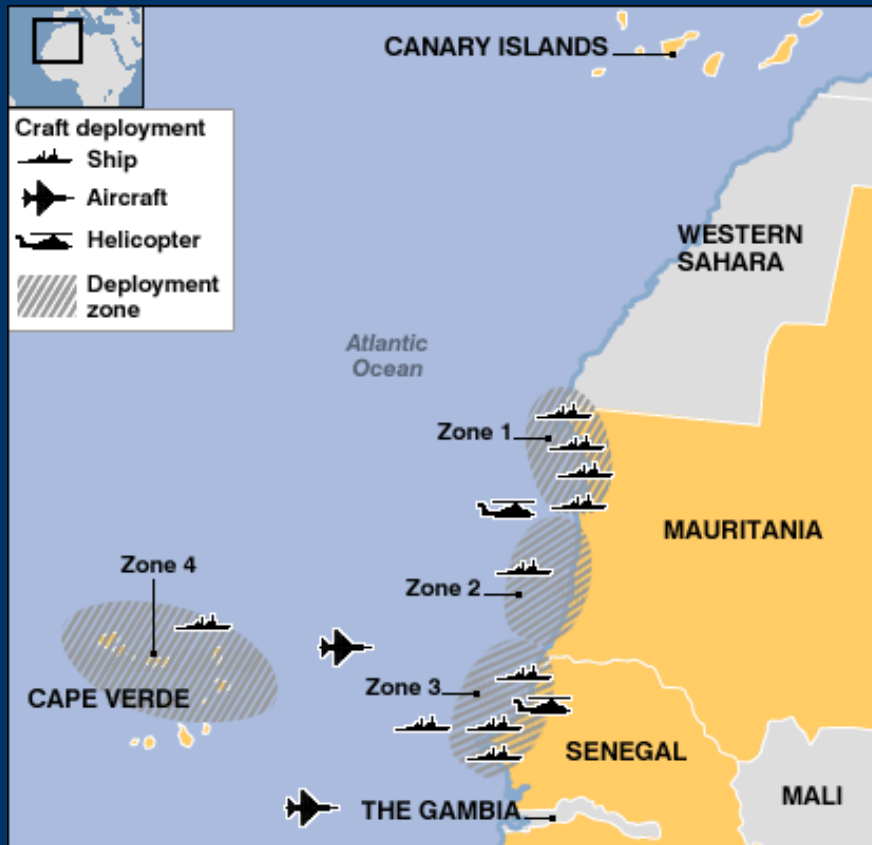 CANARY ISLANDS
Craft deployment
Ship
Aircraft
Helicopter
Deployment
zone
WESTERN
SAHARA
Atlantic
Ocean
Zone 1
MAURITANIA
Zone 4
Zone 2
Zone 3
CAPE VERDE
SENEGAL
MALI
THE GAMBIA